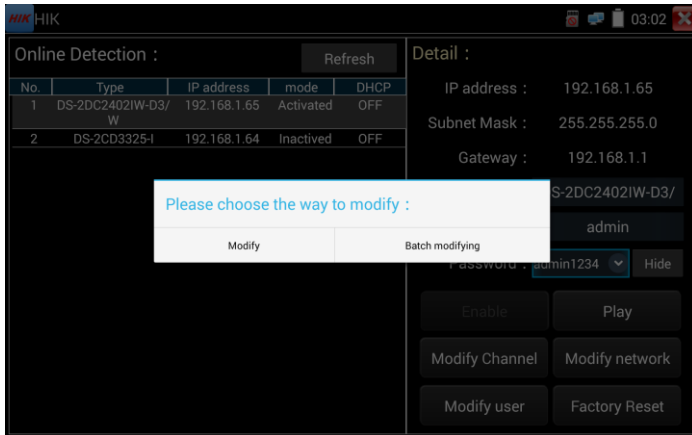 HIK HIK 03:02
Online Detection :
Refresh
No. Type IP address mode DHCP
1 DS-2DC2402IW-D3/ 192.168.1.65 Activated OFF
W
2 DS-2CD3325-I 192.168.1.64 Inactived OFF
Detail :
IP address : 192.168.1.65
Subnet Mask : 255.255.255.0
Gateway : 192.168.1.1
S-2DC2402IW-D3/
admin
Password : admin1234 Hide
Enable Play
Modify Channel Modify network
Modify user Factory Reset
Please choose the way to modify :
Modify Batch modifying